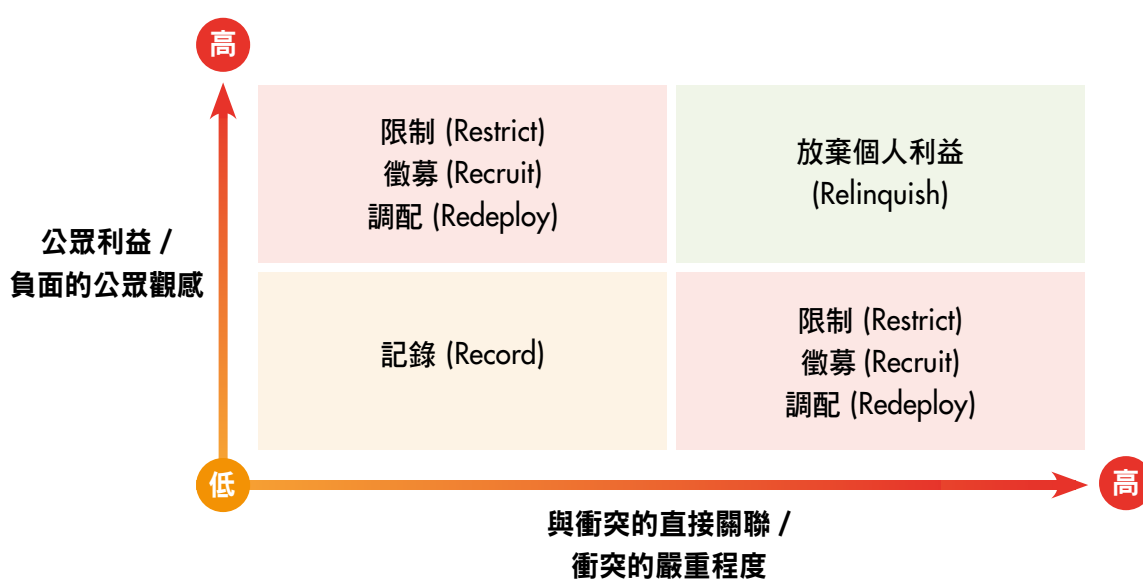 高
限制 (Restrict)
徵募 (Recruit)
調配 (Redeploy)
放棄個人利益
(Relinquish)
公眾利益 /
負面的公眾觀感
記錄 (Record)
限制 (Restrict)
徵募 (Recruit)
調配 (Redeploy)
低
高
與衝突的直接關聯 /
衝突的嚴重程度